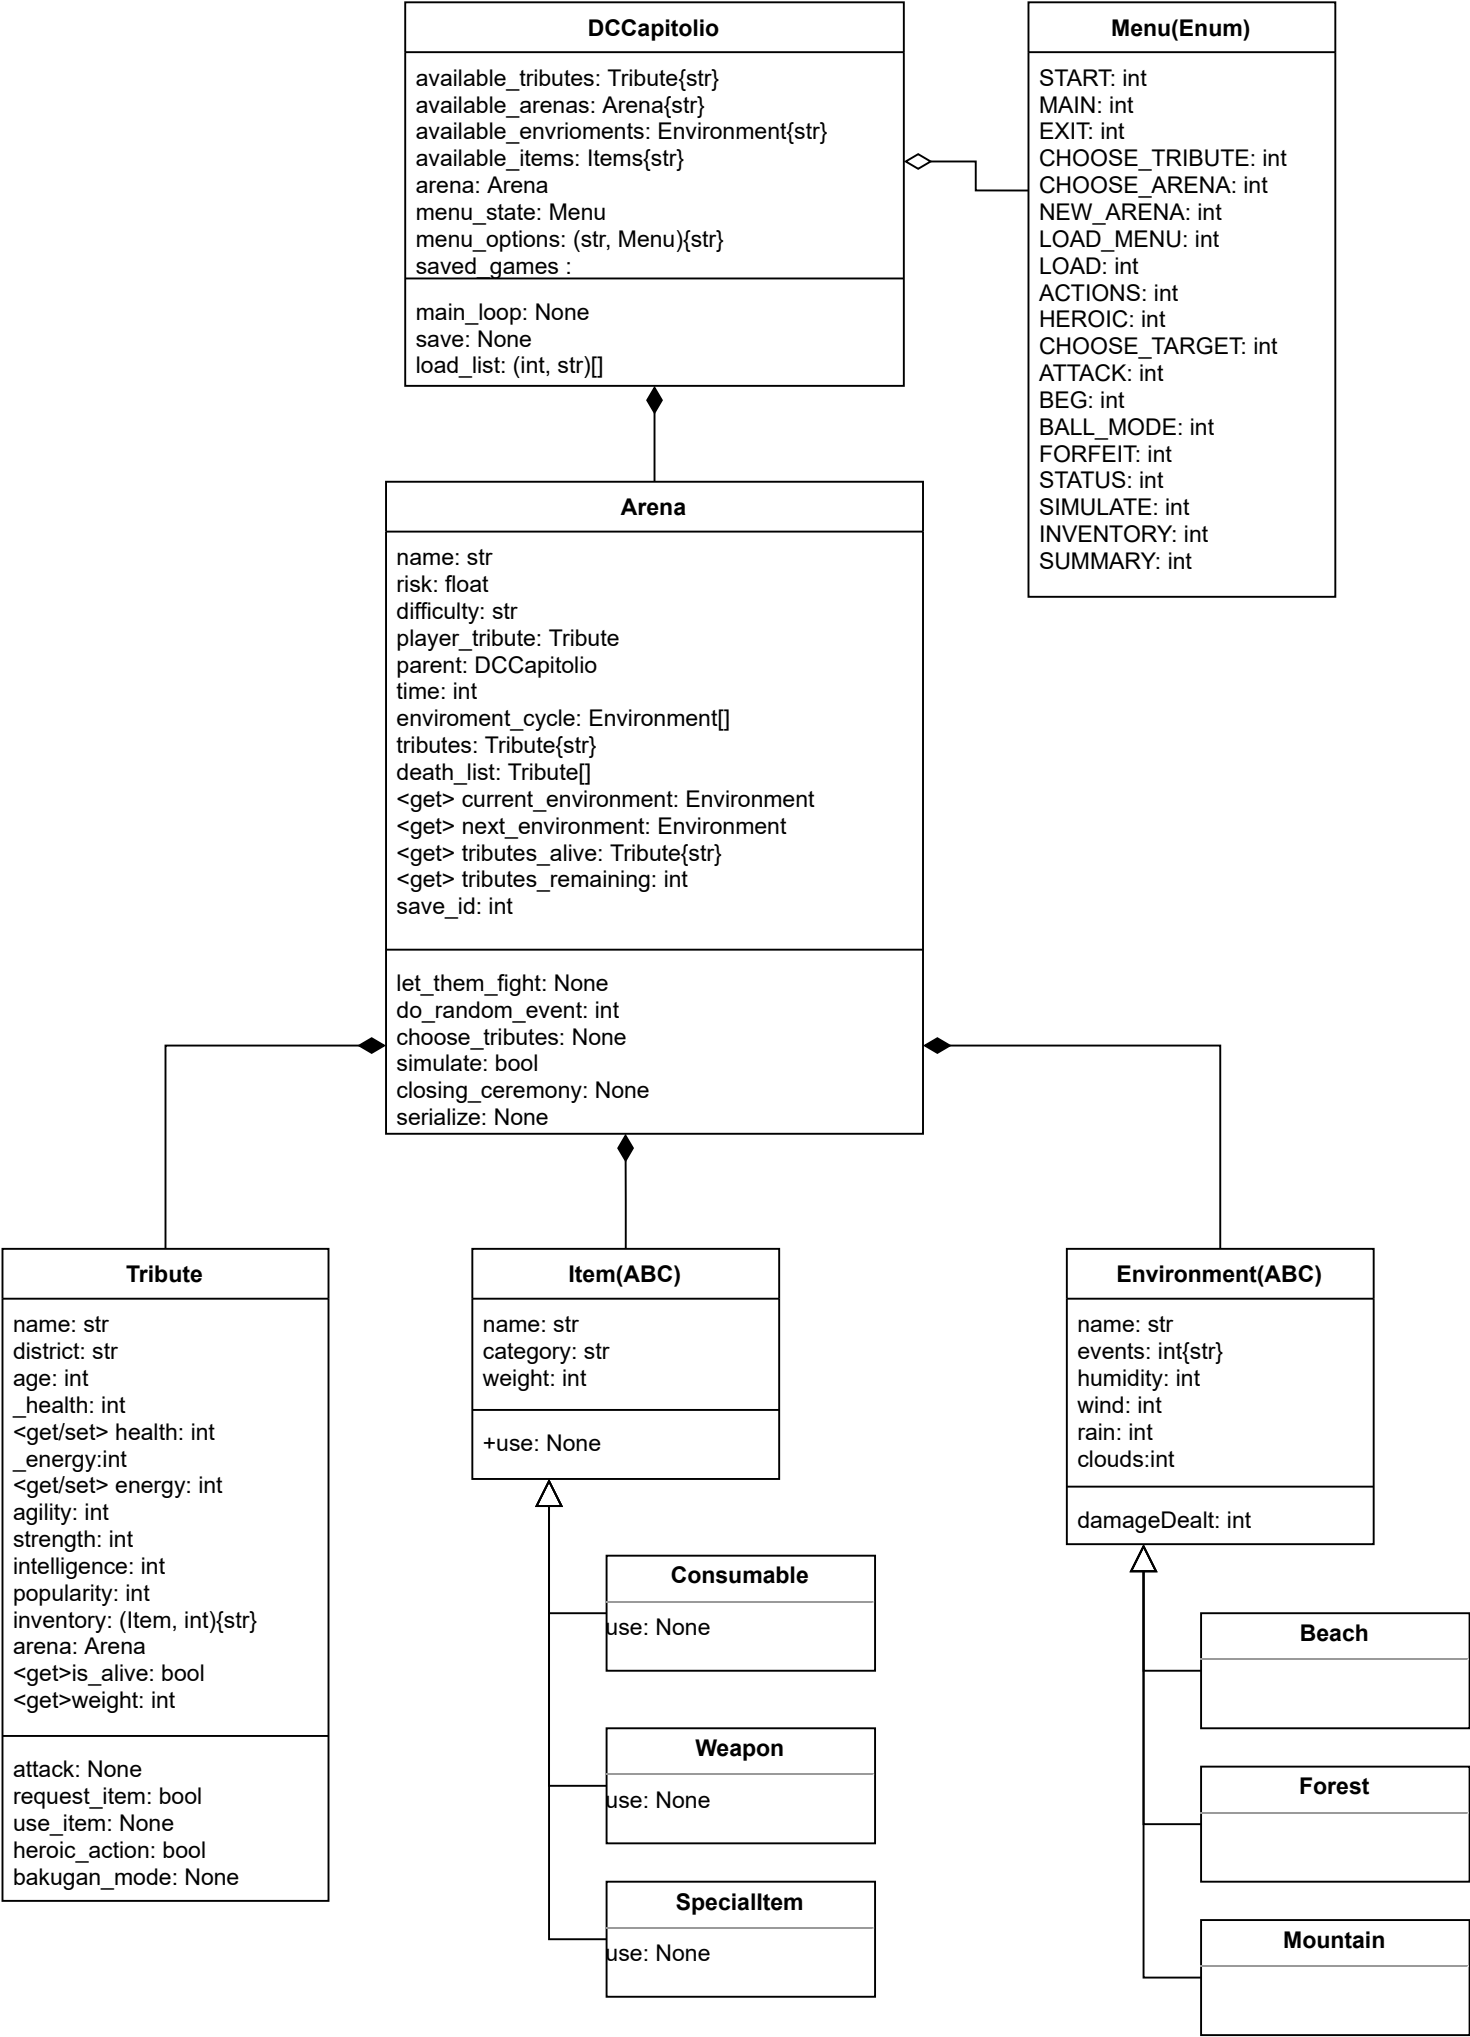 DCCapitolio
available_tributes: Tribute{str}
available_arenas: Arena{str}
available_envrioments: Environment{str}
available_items: Items{str}
arena: Arena
menu_state: Menu
menu_options: (str, Menu){str}
saved_games :
main_loop: None
save: None
load_list: (int, str)[]
Menu(Enum)
START: int
MAIN: int
EXIT: int
CHOOSE_TRIBUTE: int
CHOOSE_ARENA: int
NEW_ARENA: int
LOAD_MENU: int
LOAD: int
ACTIONS: int
HEROIC: int
CHOOSE_TARGET: int
ATTACK: int
BEG: int
BALL_MODE: int
FORFEIT: int
STATUS: int
SIMULATE: int
INVENTORY: int
SUMMARY: int
Arena
name: str
risk: float
difficulty: str
player_tribute: Tribute
parent: DCCapitolio
time: int
enviroment_cycle: Environment[]
tributes: Tribute{str}
death_list: Tribute[]
<get> current_environment: Environment
<get> next_environment: Environment
<get> tributes_alive: Tribute{str}
<get> tributes_remaining: int
save_id: int
let_them_fight: None
do_random_event: int
choose_tributes: None
simulate: bool
closing_ceremony: None
serialize: None
Tribute
name: str
district: str
age: int
_health: int
<get/set> health: int
_energy:int
<get/set> energy: int
agility: int
strength: int
intelligence: int
popularity: int
inventory: (Item, int){str}
arena: Arena
<get>is_alive: bool
<get>weight: int
attack: None
request_item: bool
use_item: None
heroic_action: bool
bakugan_mode: None
Item(ABC)
name: str
category: str
weight: int
+use: None
Consumable
use: None
Weapon
use: None
SpecialItem
use: None
Environment(ABC)
name: str
events: int{str}
humidity: int
wind: int
rain: int
clouds:int
damageDealt: int
Beach
Forest
Mountain